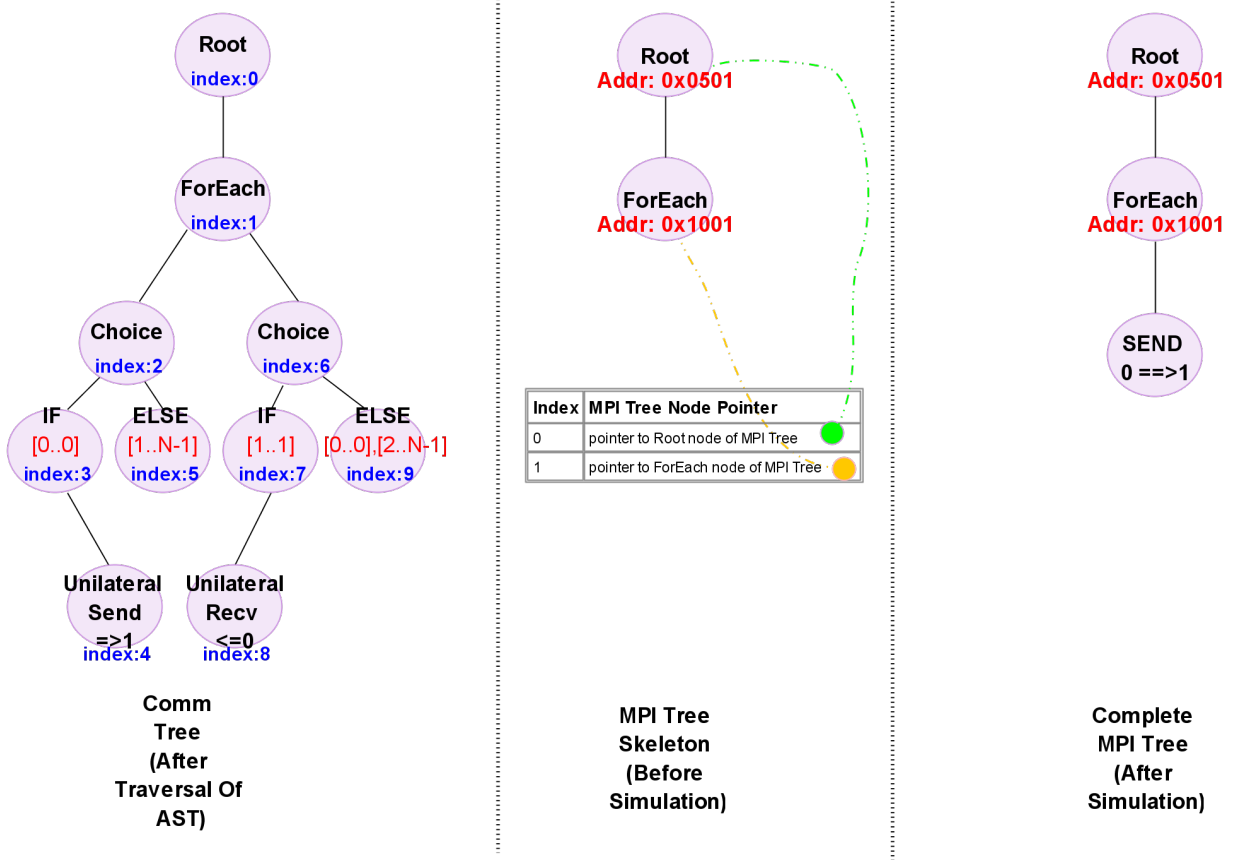 Root
index:0
ForEach
index:1
Choice
index:2
Choice
index:6
IF
[0..0]
index:3
ELSE
[1..N-1]
index:5
IF
[1..1]
index:7
ELSE
[0..0],[2..N-1]
index:9
Unilateral
Send
=>1
index:4
Unilateral
Recv
<=0
index:8
Comm
Tree
(After
Traversal Of
AST)
Root
Addr: 0x0501
ForEach
Addr: 0x1001
Index MPI Tree Node Pointer
0 pointer to Root node of MPI Tree
1 pointer to ForEach node of MPI Tree
MPI Tree
Skeleton
(Before
Simulation)
Root
Addr: 0x0501
ForEach
Addr: 0x1001
SEND
0 ==>1
Complete
MPI Tree
(After
Simulation)